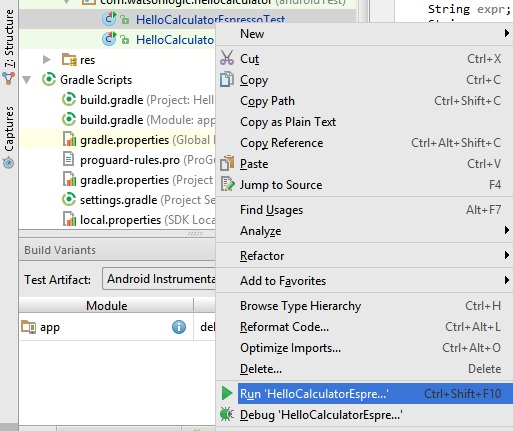 com.watsonlogic.hellocalculator (androidTest)
HelloCalculatorEspressoTest
HelloCalculato
res
Gradle Scripts
build.gradle (Project: Hello
build.gradle (Module: app
gradle.properties (Global
proguard-rules.pro (ProG
gradle.properties (Project
settings.gradle (Project S
local.properties (SDK Loca
Z: Structure
Captures
Build Variants
Test Artifact: Android Instrumenta
Module
app
New
Cut Ctrl+X
Copy Ctrl+C
Copy Path Ctrl+Shift+C
Copy as Plain Text
Copy Reference Ctrl+Alt+Shift+C
Paste Ctrl+V
Jump to Source F4
Find Usages Alt+F7
Analyze
Refactor
Add to Favorites
Browse Type Hierarchy Ctrl+H
Reformat Code... Ctrl+Alt+L
Optimize Imports... Ctrl+Alt+O
Delete... Delete
Run 'HelloCalculatorEspre...' Ctrl+Shift+F10
Debug 'HelloCalculatorEspre...'
String expr;